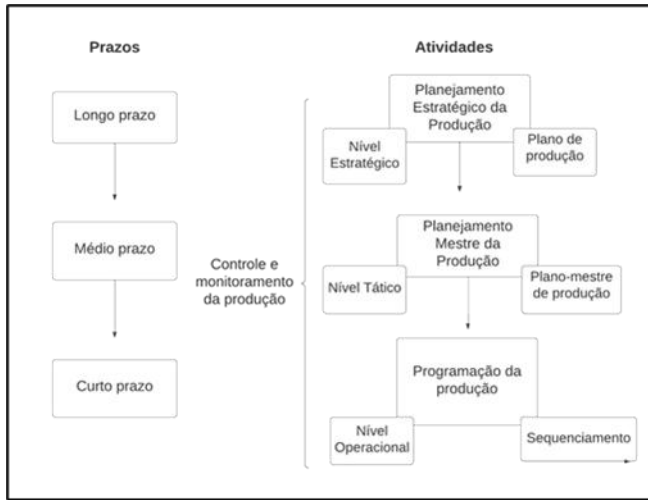 Prazos
Atividades
Longo prazo
Médio prazo
Curto prazo
Controle e
monitoramento
da produção
Planejamento
Estratégico da
Produção
Nível
Estratégico
Plano de
produção
Planejamento
Mestre da
Produção
Nível Tático
Plano-mestre
de produção
Programação da
produção
Nível
Operacional
Sequenciamento